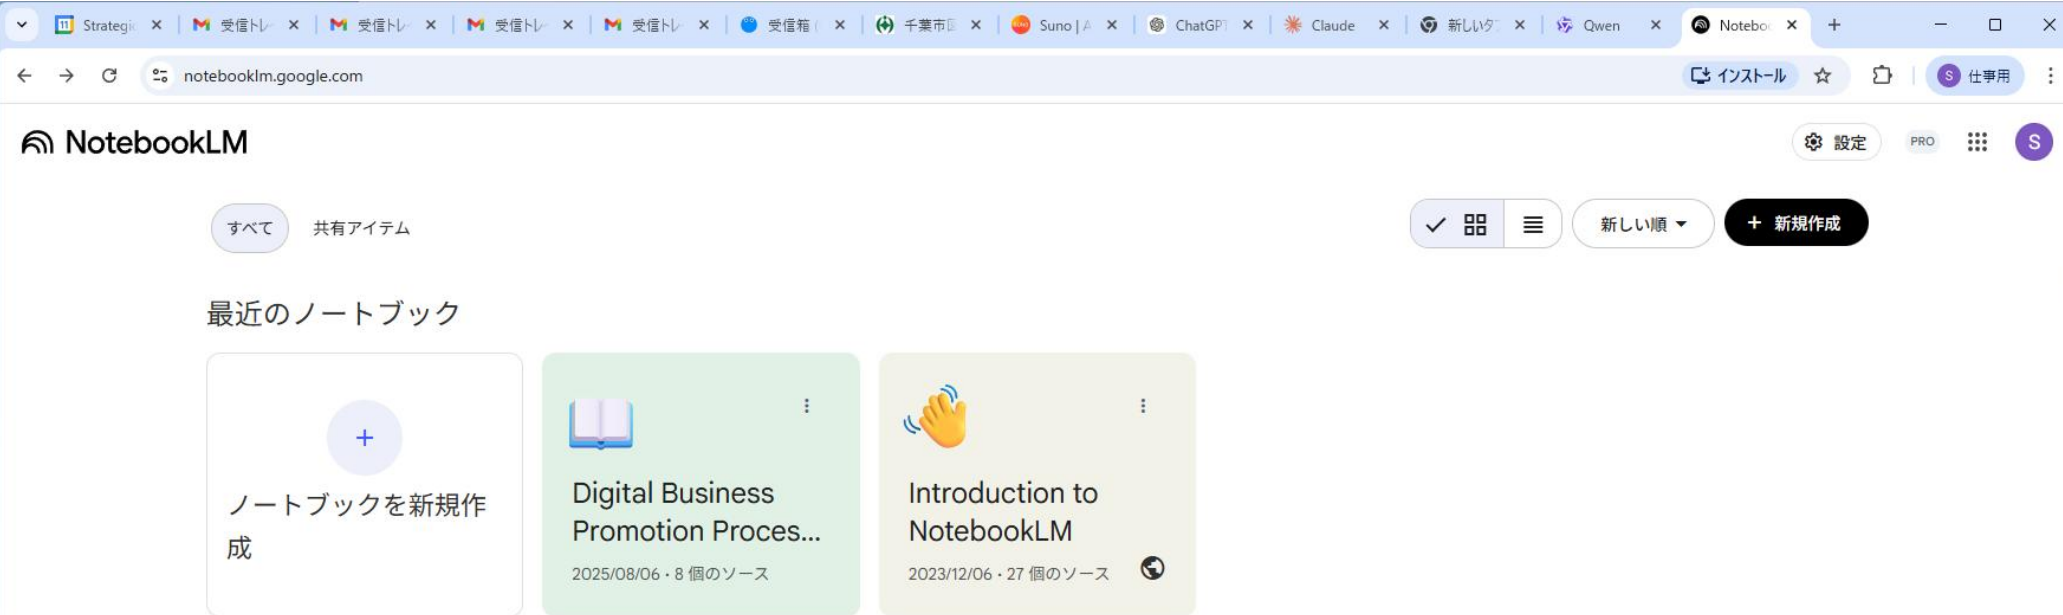 Strategic
受信トレ
受信トレ
受信トレ
受信トレ
受信箱
千葉市
Suno | A
ChatGPT
Claude
新しいタ
Qwen
Notebo
notebooklm.google.com
インストール
S
仕事用
NotebookLM
設定
PRO
S
すべて
共有アイテム
新しい順
+ 新規作成
最近のノートブック
ノートブックを新規作
成
Digital Business
Promotion Proces...
2025/08/06・8 個のソース
Introduction to
NotebookLM
2023/12/06・27 個のソース